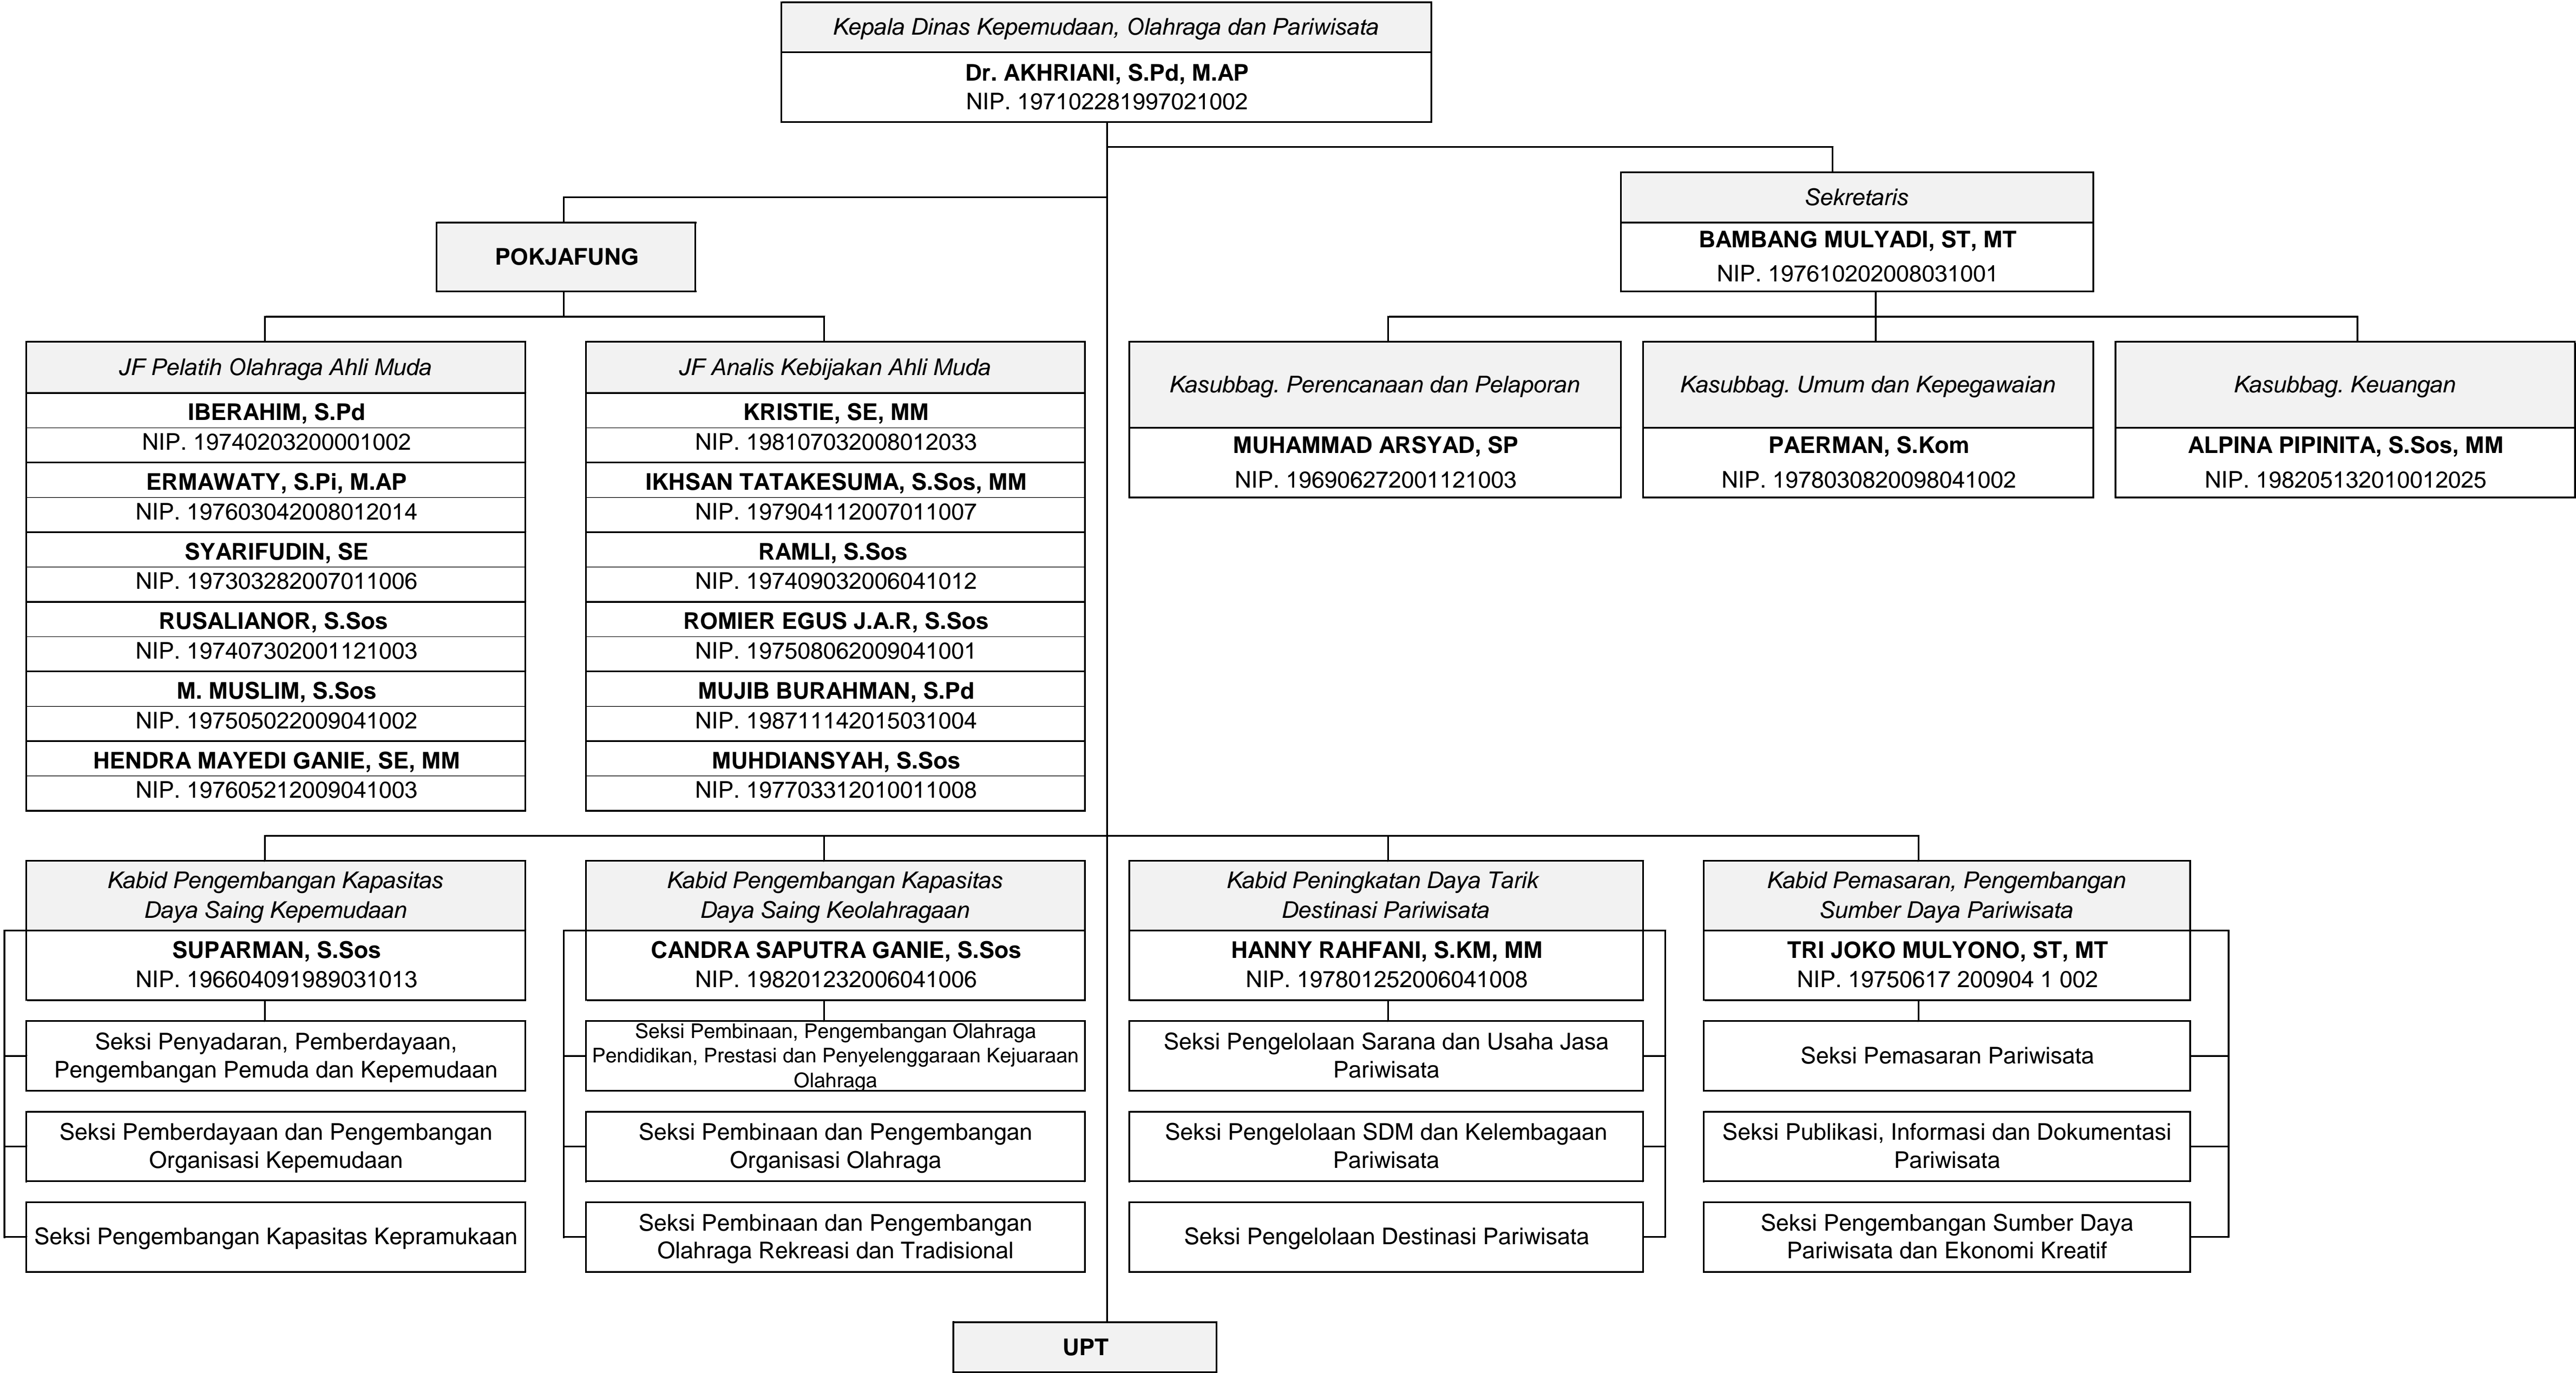 Kepala Dinas Kepemudaan, Olahraga dan Pariwisata
Dr. AKHRIANI, S.Pd, M.AP
NIP. 197102281997021002
Sekretaris
BAMBANG MULYADI, ST, MT
NIP. 197610202008031001
POKJAFUNG
JF Pelatih Olahraga Ahli Muda
IBERAHIM, S.Pd
NIP. 19740203200001002
ERMAWATY, S.Pi, M.AP
NIP. 197603042008012014
SYARIFUDIN, SE
NIP. 197303282007011006
RUSALIANOR, S.Sos
NIP. 197407302001121003
M. MUSLIM, S.Sos
NIP. 197505022009041002
HENDRA MAYEDI GANIE, SE, MM
NIP. 197605212009041003
JF Analis Kebijakan Ahli Muda
KRISTIE, SE, MM
NIP. 198107032008012033
IKHSAN TATAKESUMA, S.Sos, MM
NIP. 197904112007011007
RAMLI, S.Sos
NIP. 197409032006041012
ROMIER EGUS J.A.R, S.Sos
NIP. 197508062009041001
MUJIB BURAHMAN, S.Pd
NIP. 198711142015031004
MUHDIANSYAH, S.Sos
NIP. 197703312010011008
Kasubbag. Perencanaan dan Pelaporan
MUHAMMAD ARSYAD, SP
NIP. 196906272001121003
Kasubbag. Umum dan Kepegawaian
PAERMAN, S.Kom
NIP. 1978030820098041002
Kasubbag. Keuangan
ALPINA PIPINITA, S.Sos, MM
NIP. 198205132010012025
Kabid Pengembangan Kapasitas
Daya Saing Kepemudaan
SUPARMAN, S.Sos
NIP. 196604091989031013
Seksi Penyadaran, Pemberdayaan,
Pengembangan Pemuda dan Kepemudaan
Seksi Pemberdayaan dan Pengembangan
Organisasi Kepemudaan
Seksi Pengembangan Kapasitas Kepramukaan
Kabid Pengembangan Kapasitas
Daya Saing Keolahragaan
CANDRA SAPUTRA GANIE, S.Sos
NIP. 198201232006041006
Seksi Pembinaan, Pengembangan Olahraga
Pendidikan, Prestasi dan Penyelenggaraan Kejuaraan
Olahraga
Seksi Pembinaan dan Pengembangan
Organisasi Olahraga
Seksi Pembinaan dan Pengembangan
Olahraga Rekreasi dan Tradisional
Kabid Peningkatan Daya Tarik
Destinasi Pariwisata
HANNY RAHFANI, S.KM, MM
NIP. 197801252006041008
Seksi Pengelolaan Sarana dan Usaha Jasa
Pariwisata
Seksi Pengelolaan SDM dan Kelembagaan
Pariwisata
Seksi Pengelolaan Destinasi Pariwisata
Kabid Pemasaran, Pengembangan
Sumber Daya Pariwisata
TRI JOKO MULYONO, ST, MT
NIP. 19750617 200904 1 002
Seksi Pemasaran Pariwisata
Seksi Publikasi, Informasi dan Dokumentasi
Pariwisata
Seksi Pengembangan Sumber Daya
Pariwisata dan Ekonomi Kreatif
UPT